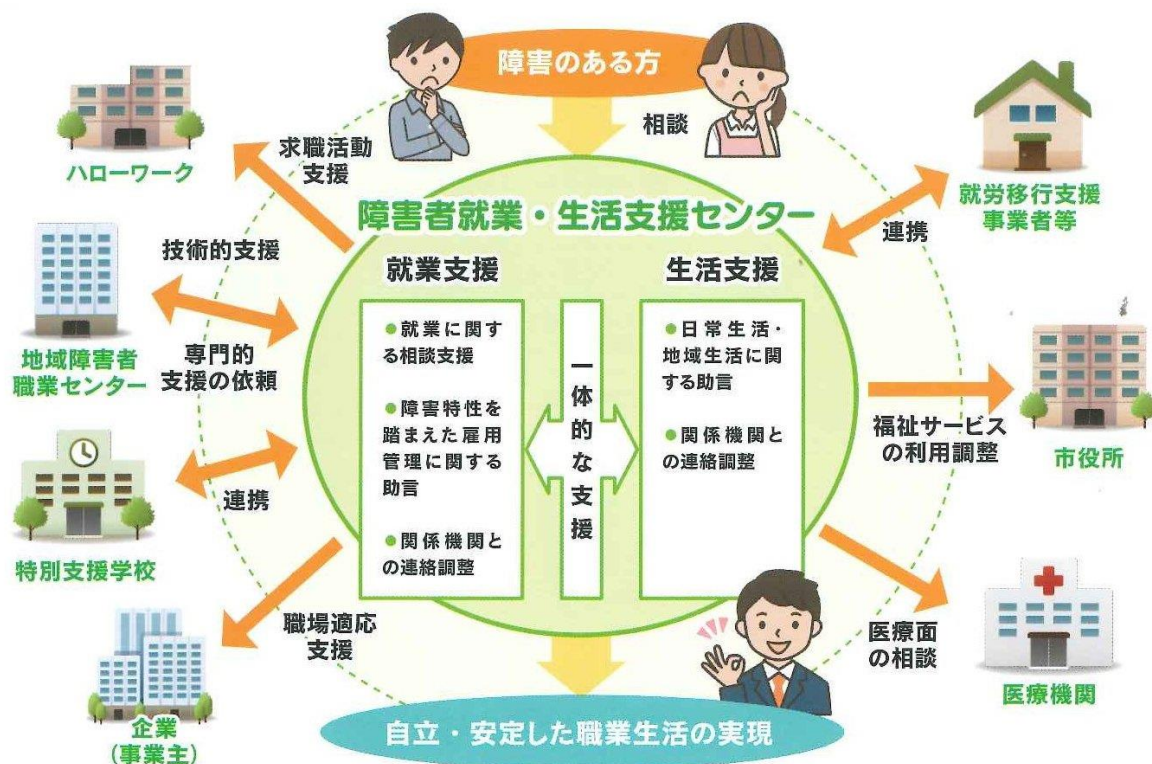 障害のある方
相談
ハローワーク
求職活動
支援
就労移行支援
事業者等
連携
障害者就業・生活支援センター
就業支援
生活支援
技術的支援
地域障害者
職業センター
専門的
支援の依頼
●就業に関す
る相談支援
●障害特性を
踏まえた雇用
管理に関する
助言
●関係機関と
の連絡調整
一体的な支援
●日常生活・
地域生活に関
する助言
●関係機関と
の連絡調整
福祉サービス
の利用調整
市役所
連携
特別支援学校
職場適応
支援
企業
(事業主)
医療面
の相談
医療機関
自立・安定した職業生活の実現